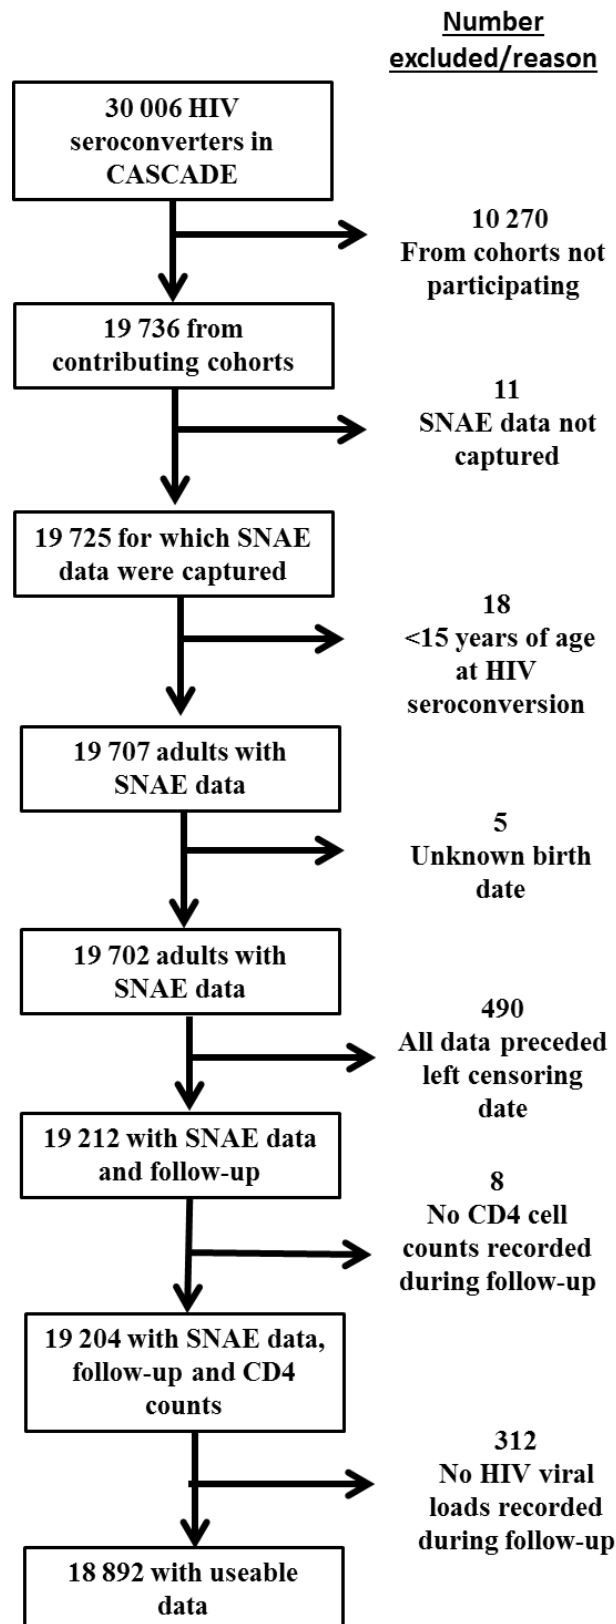 Number
excluded/reason
30 006 HIV
seroconverters in
CASCADE
10 270
From cohorts not
participating
19 736 from
contributing cohorts
11
SNAE data not
captured
19 725 for which SNAE
data were captured
18
<15 years of age
at HIV
seroconversion
19 707 adults with
SNAE data
5
Unknown birth
date
19 702 adults with
SNAE data
490
All data preceded
left censoring
date
19 212 with SNAE data
and follow-up
8
No CD4 cell
counts recorded
during follow-up
19 204 with SNAE data,
follow-up and CD4
counts
312
No HIV viral
loads recorded
during follow-up
18 892 with useable
data